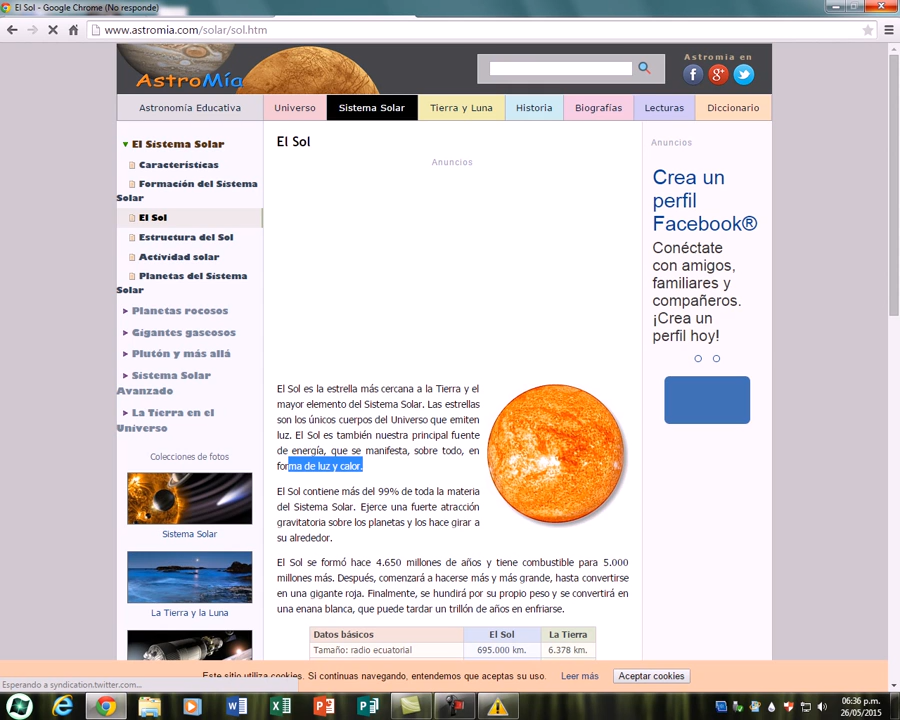 El Sol - Google Chrome (No responde)
www.astromia.com/solar/sol.htm
AstroMía
Astromia en
Astronomía Educativa
Universo
Sistema Solar
Tierra y Luna
Historia
Biografías
Lecturas
Diccionario
El Sistema Solar
Características
Formación del Sistema
Solar
El Sol
Estructura del Sol
Actividad solar
Planetas del Sistema
Solar
Planetas rocosos
Gigantes gaseosos
Plutón y más allá
Sistema Solar
Avanzado
La Tierra en el
Universo
Colecciones de fotos
Sistema Solar
La Tierra y la Luna
El Sol
Anuncios
El Sol es la estrella más cercana a la Tierra y el
mayor elemento del Sistema Solar. Las estrellas
son los únicos cuerpos del Universo que emiten
luz. El Sol es también nuestra principal fuente
de energía, que se manifiesta, sobre todo, en
forma de luz y calor.
El Sol contiene más del 99% de toda la materia
del Sistema Solar. Ejerce una fuerte atracción
gravitatoria sobre los planetas y los hace girar a
su alrededor.
El Sol se formó hace 4.650 millones de años y tiene combustible para 5.000
millones más. Después, comenzará a hacerse más y más grande, hasta convertirse
en una gigante roja. Finalmente, se hundirá por su propio peso y se convertirá
en una enana blanca, que puede tardar un trillón de años en enfriarse.
Datos básicos El Sol La Tierra
Tamaño: radio ecuatorial 695.000 km. 6.378 km.
Anuncios
Crea un
perfil
Facebook®
Conéctate
con amigos,
familiares y
compañeros.
¡Crea un
perfil hoy!
Este sitio utiliza cookies. Si continuas navegando, entendemos que aceptas su uso. Leer más Aceptar cookies
Esperando a syndication.twitter.com...
06:36 p.m.
26/05/2015